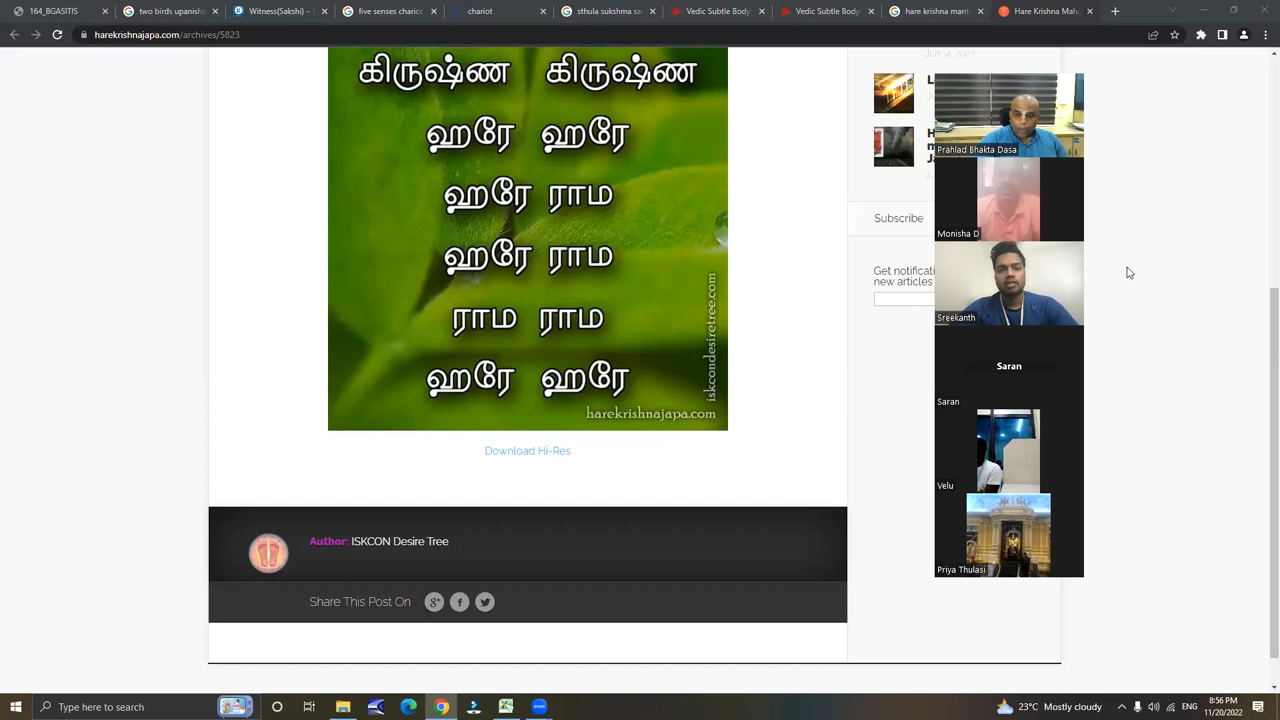 164_BGASITIS
two birds upanish
Witness(Sakshi) –
five senses chariot
chariot
sthula sukshma sa
Vedic Subtle Body
Vedic Subtle Body
hare krishna mant
Hare Krishna Mah
harekrishnajapa.com/archives/5823
கிருஷ்ண கிருஷ்ண
ஹரே ஹரே
ஹரே ராம
ஹரே ராம
ராம ராம
ஹரே ஹரே
iskcondesiretree.com
harekrishnajapa.com
Download Hi-Res
Author: ISKCON Desire Tree
Share This Post On
L
H
m
Ja
Subscribe
Get notificati
new articles
Prahlad Bhakta Dasa
Monisha D
Sreekanth
Saran
Saran
Velu
Priya Thulasi
Type here to search
23°C Mostly cloudy
ENG
8:56 PM
11/20/2022